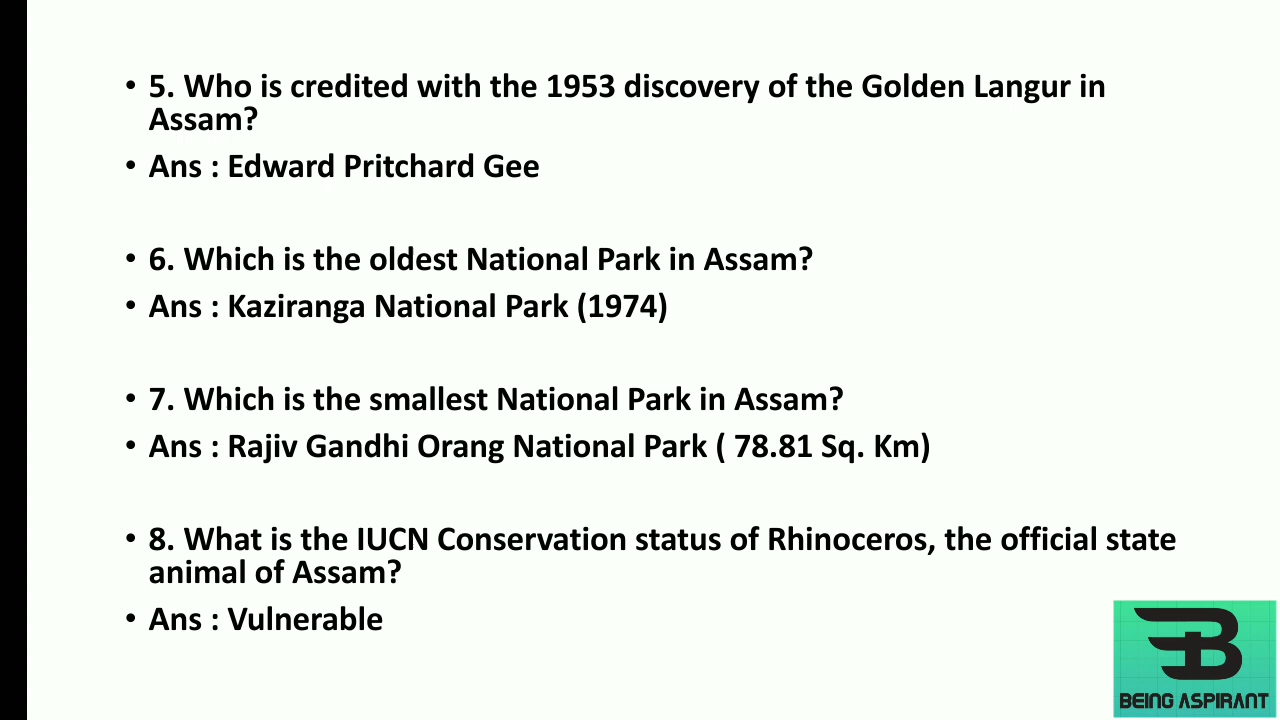 • 5. Who is credited with the 1953 discovery of the Golden Langur in
Assam?
• Ans : Edward Pritchard Gee
• 6. Which is the oldest National Park in Assam?
• Ans : Kaziranga National Park (1974)
• 7. Which is the smallest National Park in Assam?
• Ans : Rajiv Gandhi Orang National Park ( 78.81 Sq. Km)
• 8. What is the IUCN Conservation status of Rhinoceros, the official state
animal of Assam?
• Ans : Vulnerable
B
BEING ASPIRANT